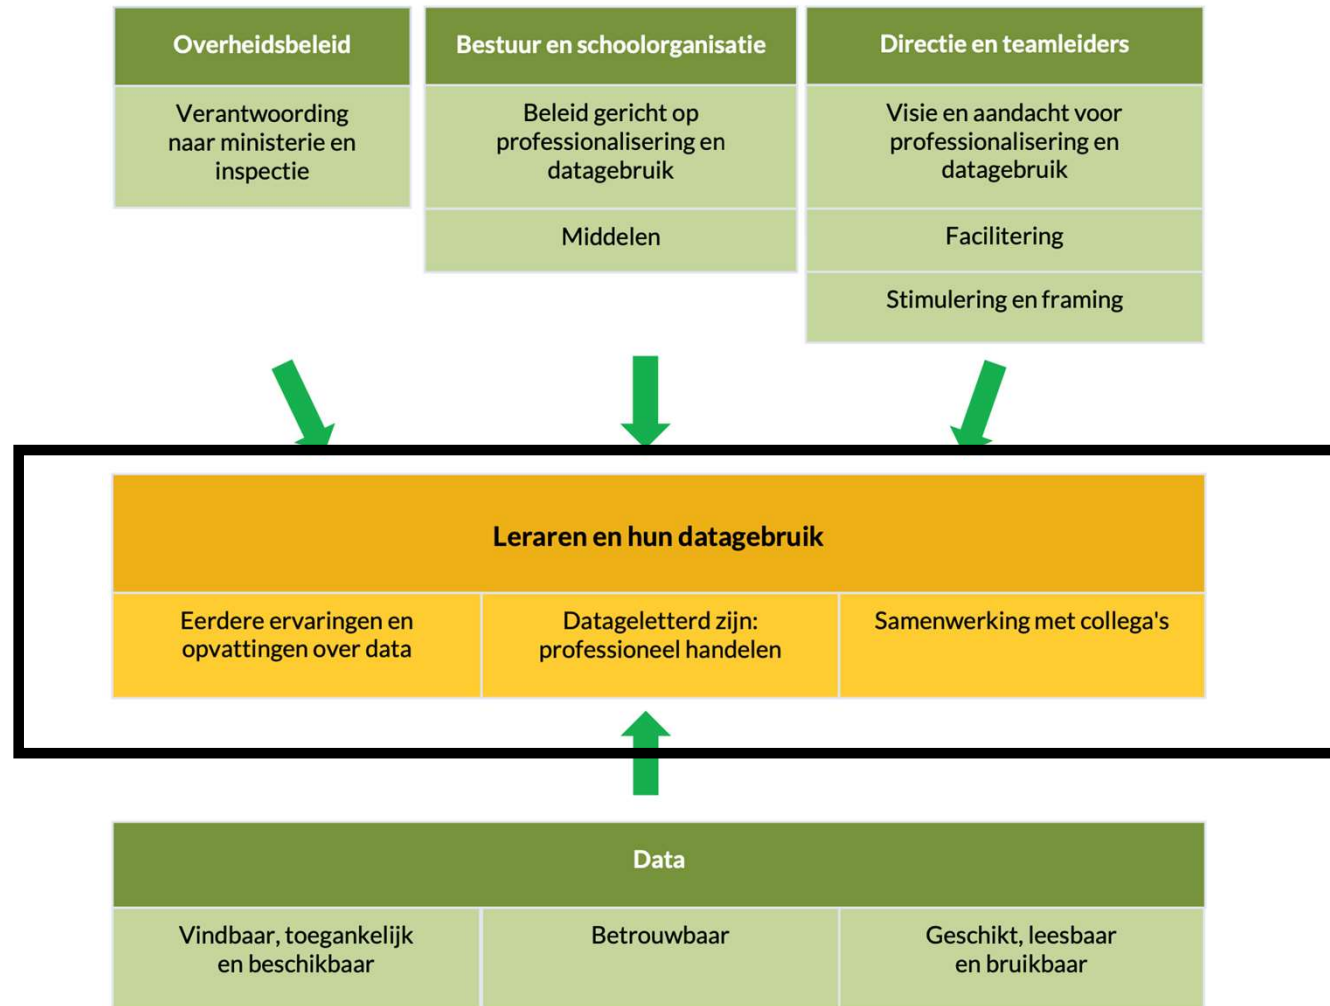 Overheidsbeleid
Verantwoording
naar ministerie en
inspectie
Bestuur en schoolorganisatie
Beleid gericht op
professionalisering en
datagebruik
Middelen
Directie en teamleiders
Visie en aandacht voor
professionalisering en
datagebruik
Facilitering
Stimulering en framing
Leraren en hun datagebruik
Eerdere ervaringen en
opvattingen over data
Datageletterd zijn:
professioneel handelen
Samenwerking met collega's
Data
Vindbaar, toegankelijk
en beschikbaar
Betrouwbaar
Geschikt, leesbaar
en bruikbaar